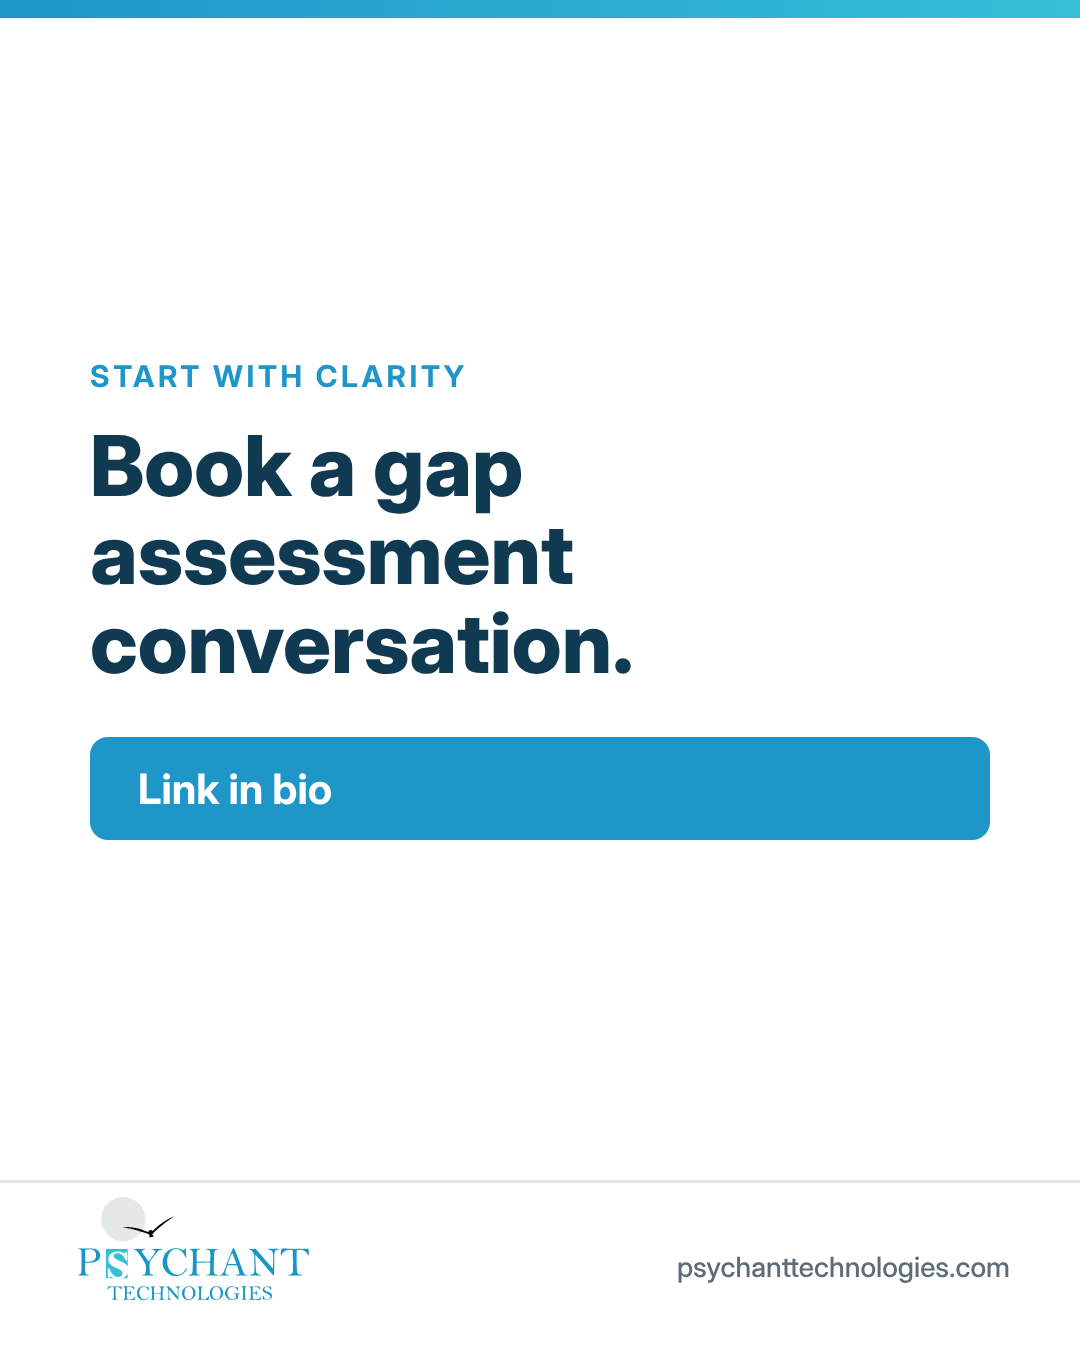 START WITH CLARITY
Book a gap
assessment
conversation.
Link in bio
PSYCHANT
TECHNOLOGIES
psychanttechnologies.com